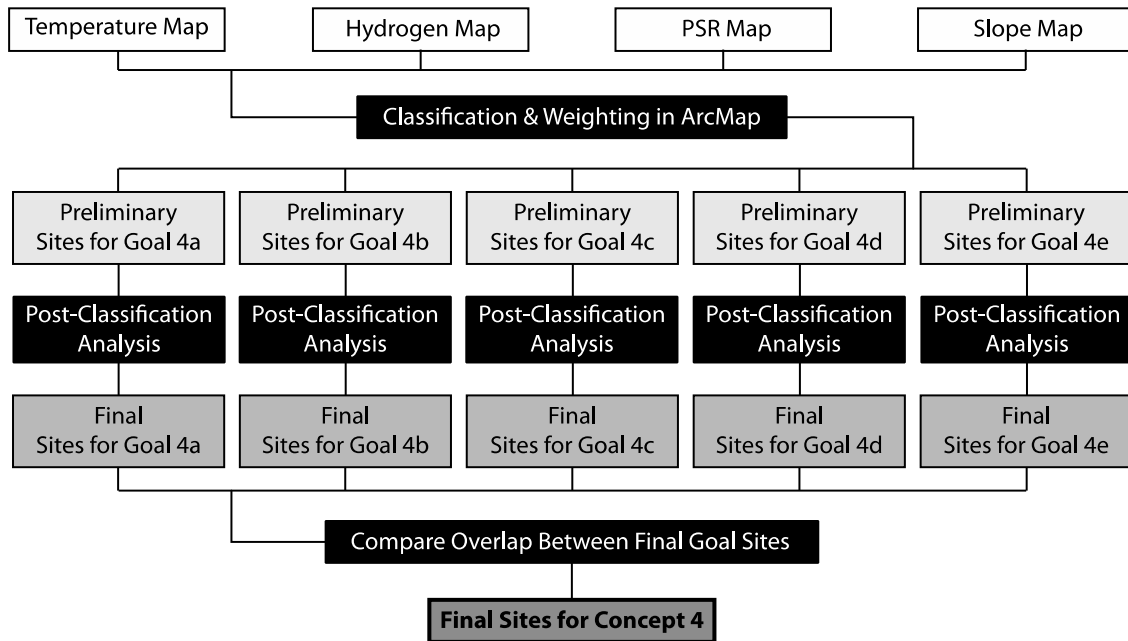 Temperature Map
Hydrogen Map
PSR Map
Slope Map
Classification & Weighting in ArcMap
Preliminary
Sites for Goal 4a
Preliminary
Sites for Goal 4b
Preliminary
Sites for Goal 4c
Preliminary
Sites for Goal 4d
Preliminary
Sites for Goal 4e
Post-Classification
Analysis
Post-Classification
Analysis
Post-Classification
Analysis
Post-Classification
Analysis
Post-Classification
Analysis
Final
Sites for Goal 4a
Final
Sites for Goal 4b
Final
Sites for Goal 4c
Final
Sites for Goal 4d
Final
Sites for Goal 4e
Compare Overlap Between Final Goal Sites
Final Sites for Concept 4